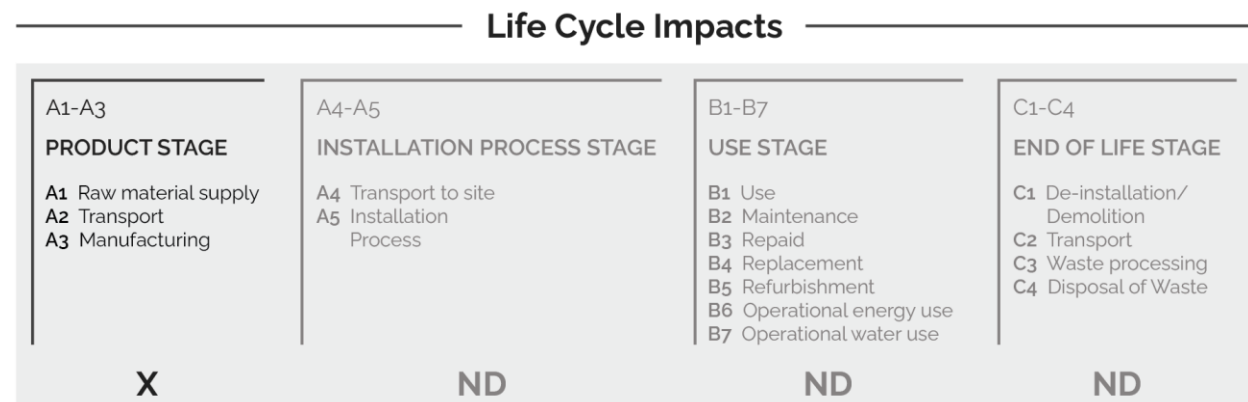 Life Cycle Impacts
A1-A3
PRODUCT STAGE
A1 Raw material supply
A2 Transport
A3 Manufacturing
X
A4-A5
INSTALLATION PROCESS STAGE
A4 Transport to site
A5 Installation
Process
ND
B1-B7
USE STAGE
B1 Use
B2 Maintenance
B3 Repaid
B4 Replacement
B5 Refurbishment
B6 Operational energy use
B7 Operational water use
ND
C1-C4
END OF LIFE STAGE
C1 De-installation/
Demolition
C2 Transport
C3 Waste processing
C4 Disposal of Waste
ND